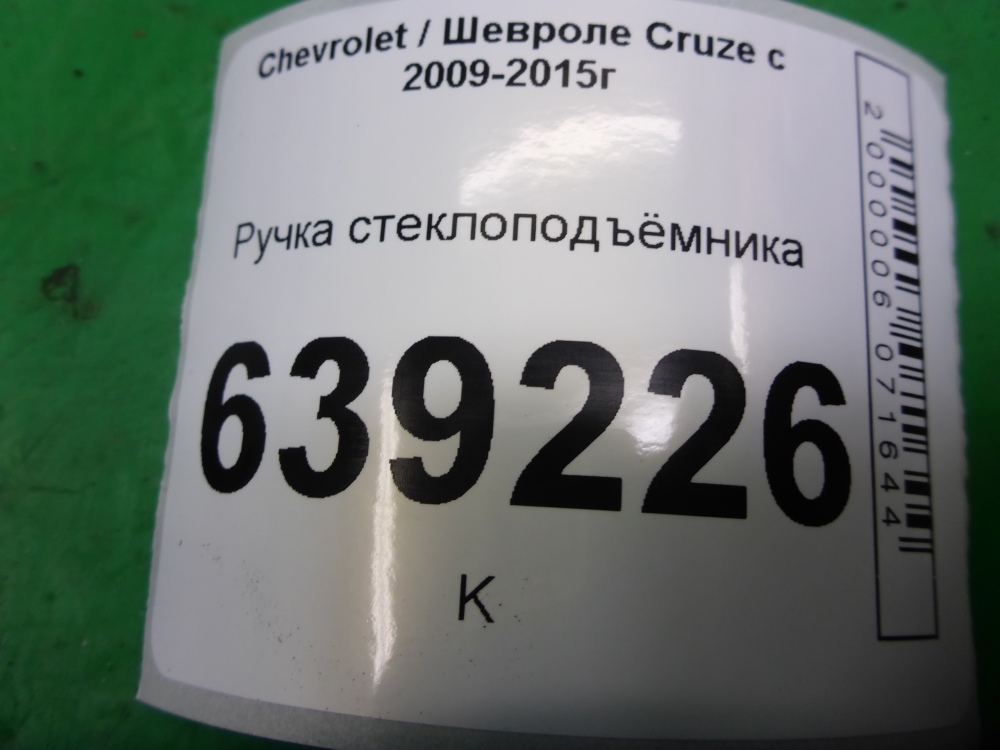 Chevrolet / Шевроле Cruze с
2009-2015г
Ручка стеклоподъёмника
639226
К
2000006071644